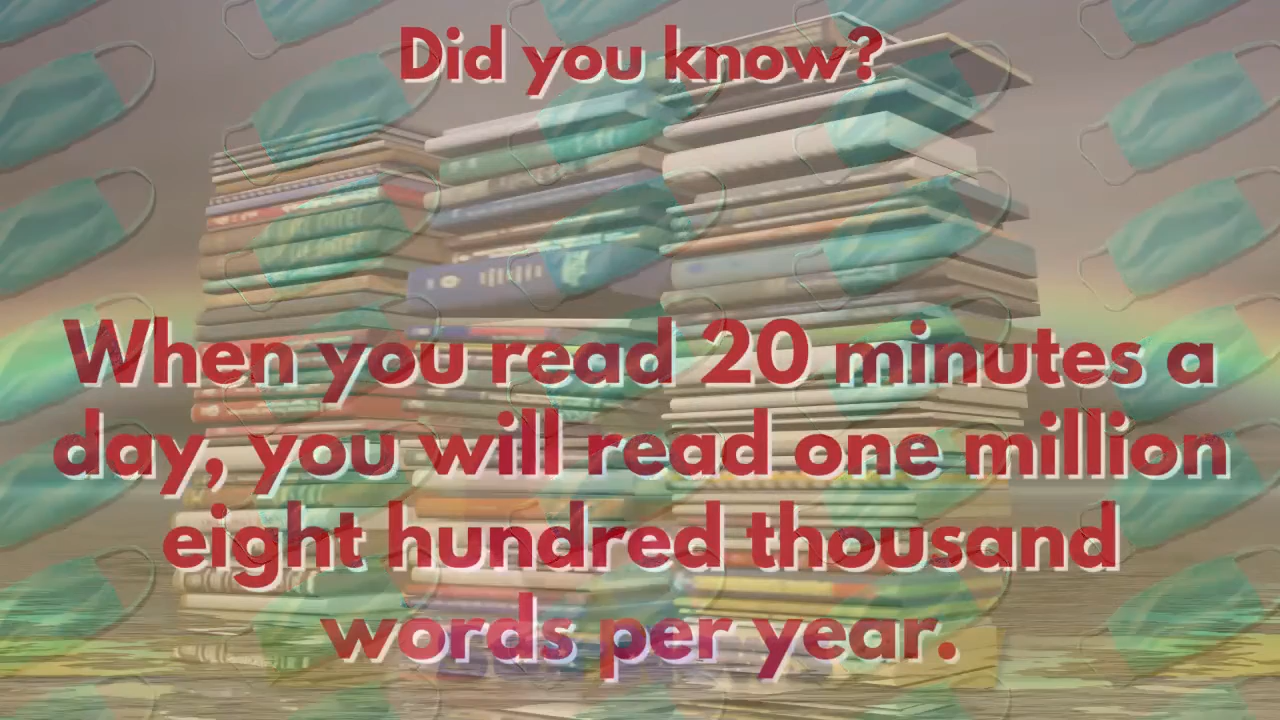 Did you know?
When you read 20 minutes a
day, you will read one million
eight hundred thousand
words per year.